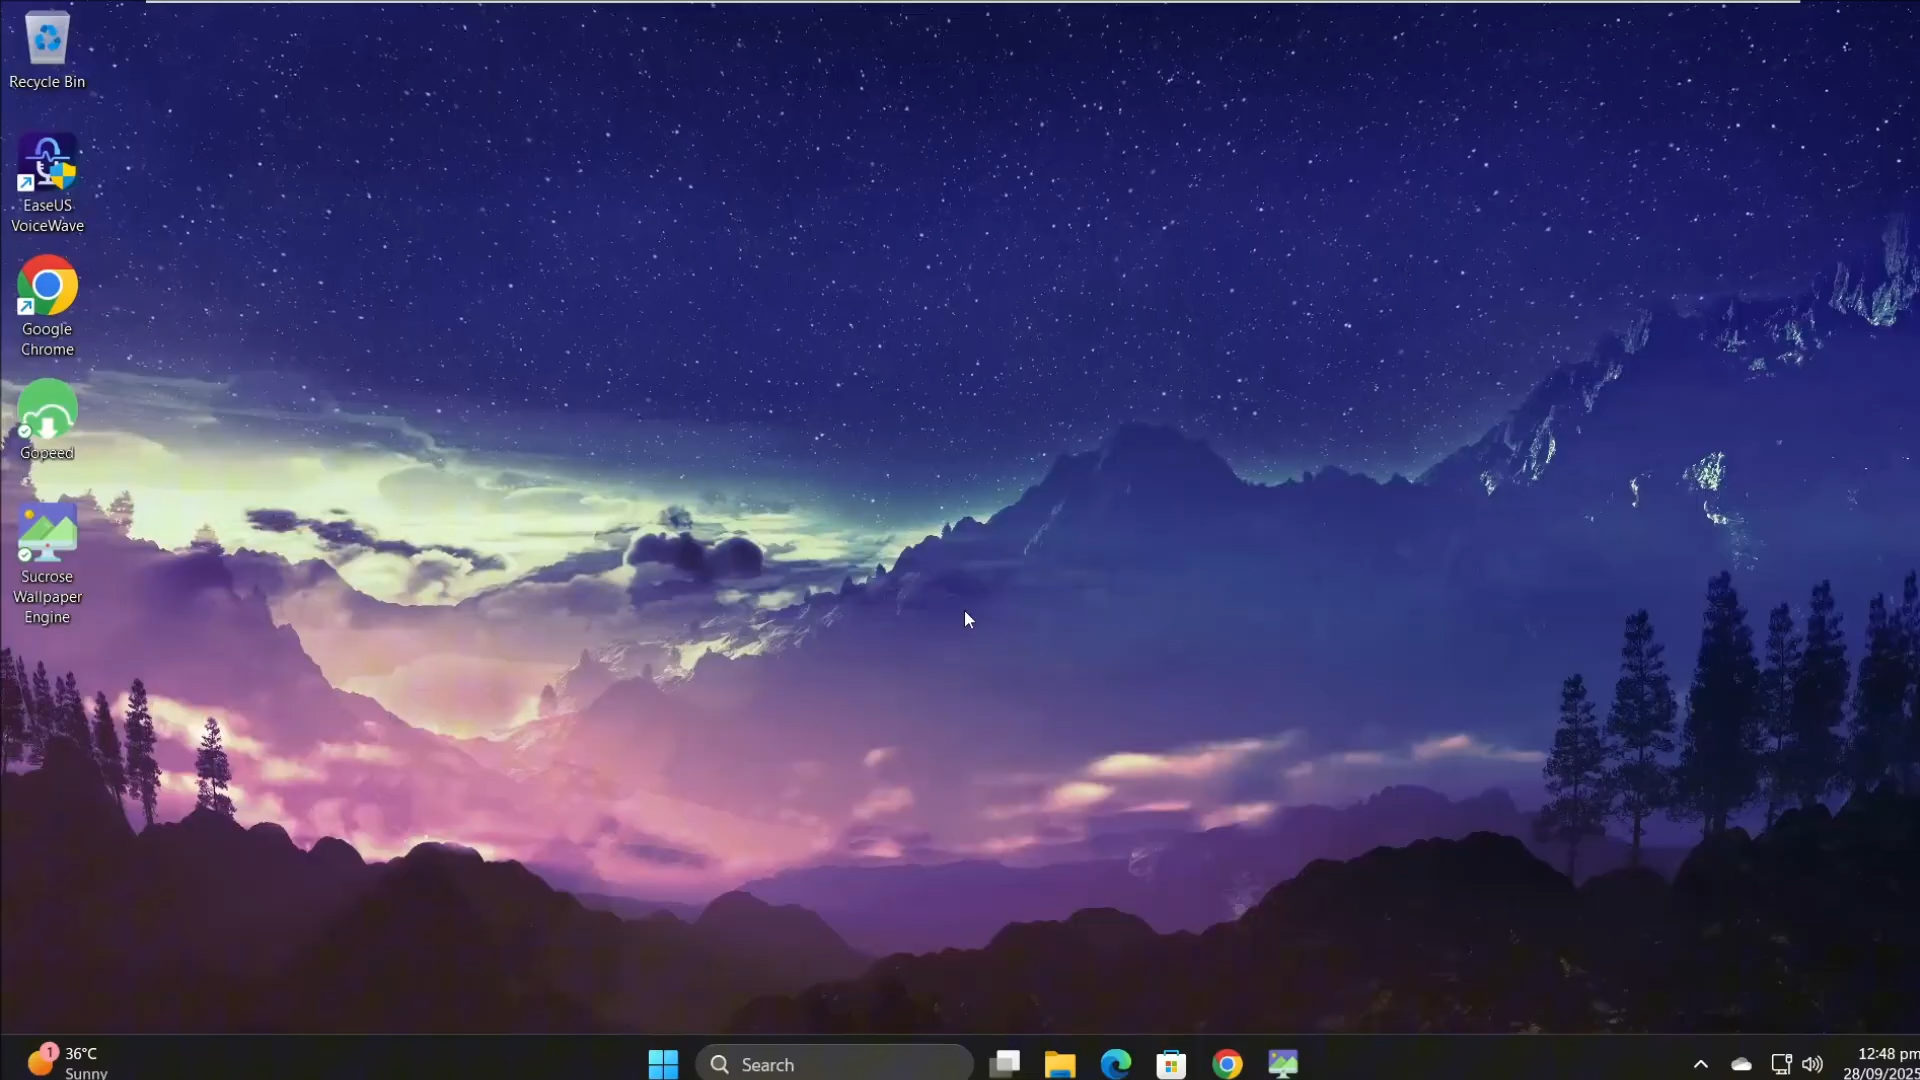 Recycle Bin
EaseUS
VoiceWave
Google
Chrome
Gopeed
Sucrose
Wallpaper
Engine
1
36°C
Sunny
Search
12:48 pm
28/09/2025